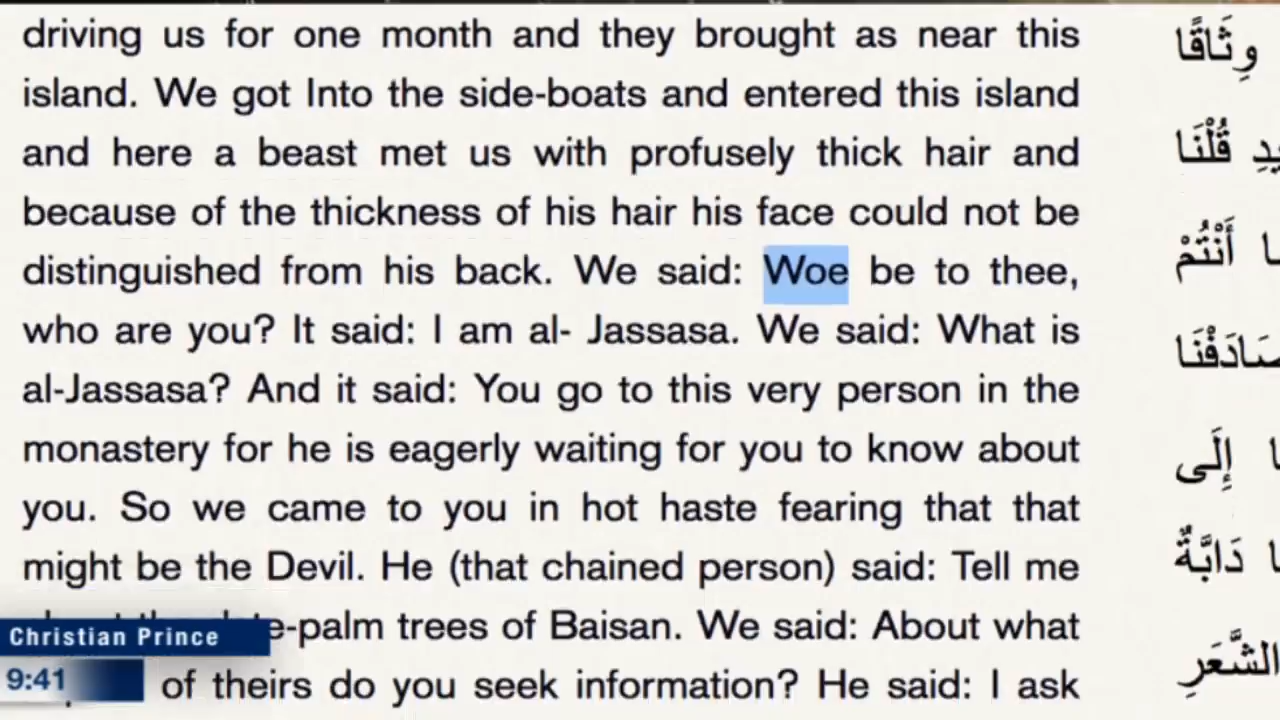 driving us for one month and they brought as near this
island. We got Into the side-boats and entered this island
and here a beast met us with profusely thick hair and
because of the thickness of his hair his face could not be
distinguished from his back. We said: Woe be to thee,
who are you? It said: I am al- Jassasa. We said: What is
al-Jassasa? And it said: You go to this very person in the
monastery for he is eagerly waiting for you to know about
you. So we came to you in hot haste fearing that that
might be the Devil. He (that chained person) said: Tell me
-palm trees of Baisan. We said: About what
of theirs do you seek information? He said: I ask
وِثَاقًا
قُلْنَا
أَنْتُمْ
صَادَفْنَا
إِلَى
دَابَّةٌ
الشَّعَرِ
Christian Prince
9:41